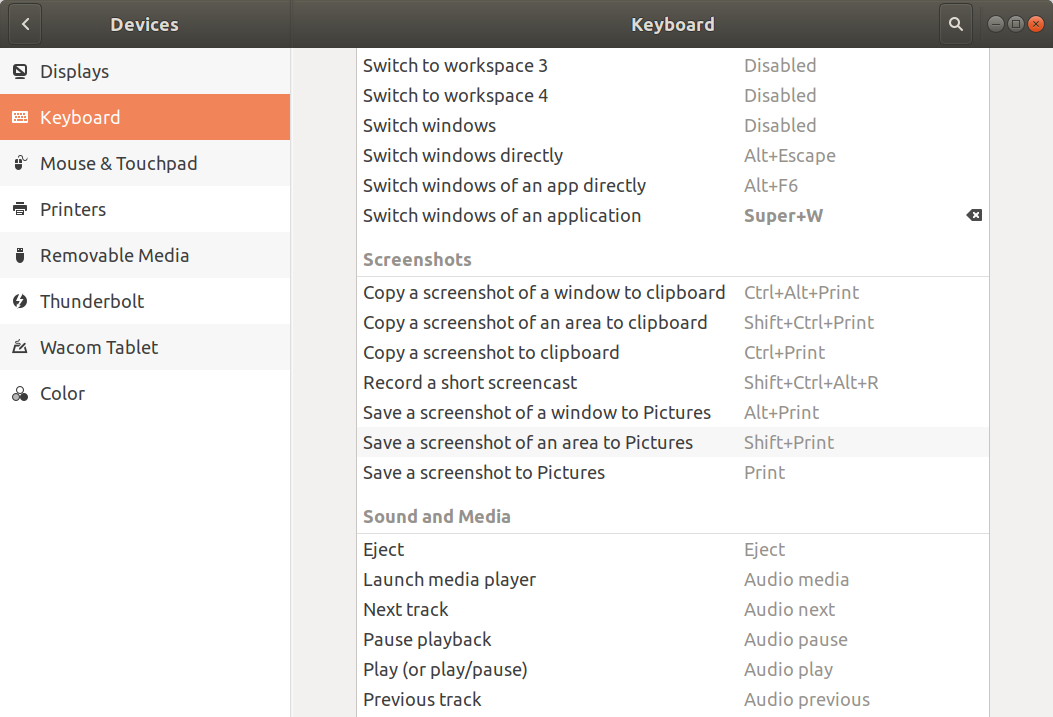 Devices
Keyboard
Displays
Keyboard
Mouse & Touchpad
Printers
Removable Media
Thunderbolt
Wacom Tablet
Color
Switch to workspace 3 Disabled
Switch to workspace 4 Disabled
Switch windows Disabled
Switch windows directly Alt+Escape
Switch windows of an app directly Alt+F6
Switch windows of an application Super+W
Screenshots
Copy a screenshot of a window to clipboard Ctrl+Alt+Print
Copy a screenshot of an area to clipboard Shift+Ctrl+Print
Copy a screenshot to clipboard Ctrl+Print
Record a short screencast Shift+Ctrl+Alt+R
Save a screenshot of a window to Pictures Alt+Print
Save a screenshot of an area to Pictures Shift+Print
Save a screenshot to Pictures Print
Sound and Media
Eject Eject
Launch media player Audio media
Next track Audio next
Pause playback Audio pause
Play (or play/pause) Audio play
Previous track Audio previous